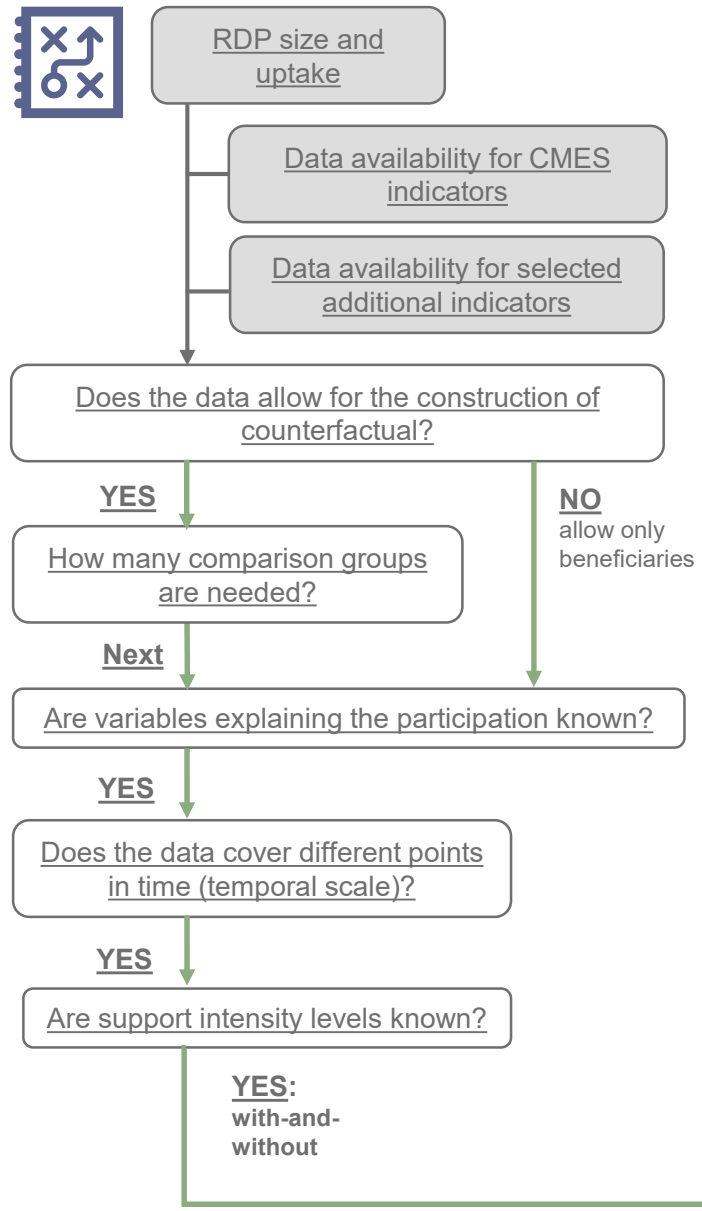 RDP size and
uptake
Data availability for CMES
indicators
Data availability for selected
additional indicators
Does the data allow for the construction of
counterfactual?
YES
NO
allow only
beneficiaries
How many comparison groups
are needed?
Next
Are variables explaining the participation known?
YES
Does the data cover different points
in time (temporal scale)?
YES
Are support intensity levels known?
YES:
with-and-
without